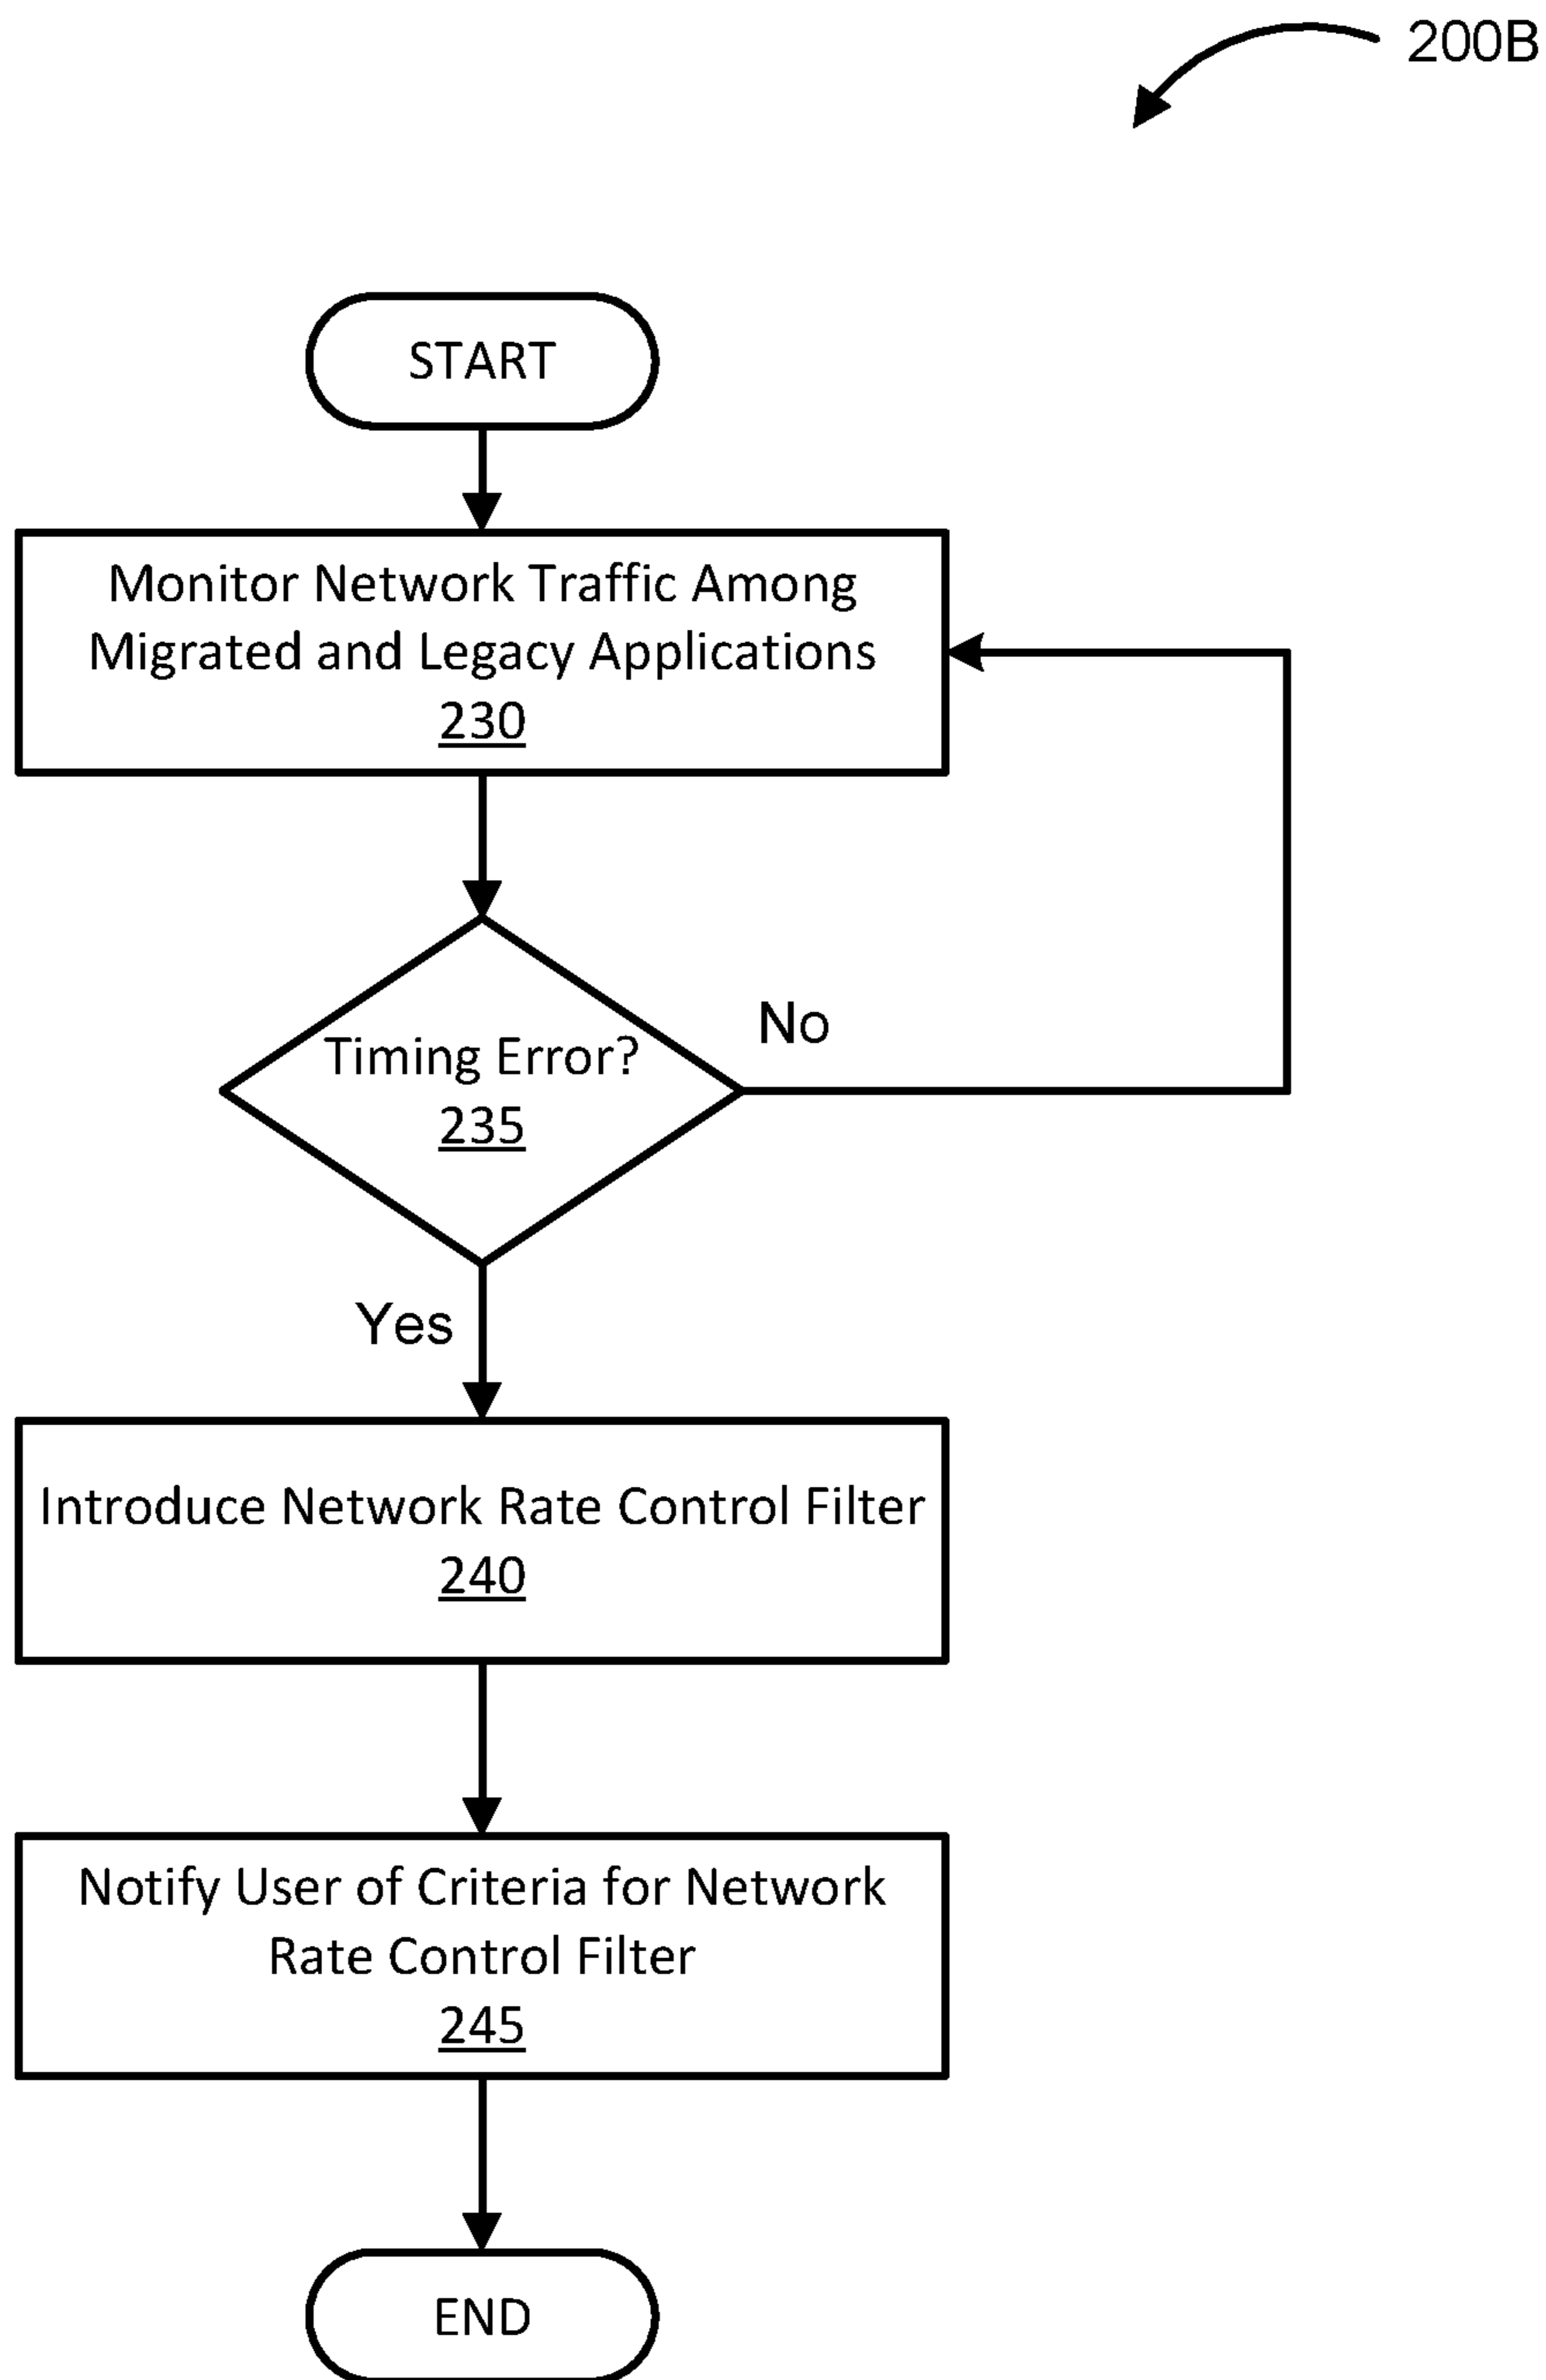 200B
START
Monitor Network Traffic Among
Migrated and Legacy Applications
230
Timing Error?
235
No
Yes
Introduce Network Rate Control Filter
240
Notify User of Criteria for Network
Rate Control Filter
245
END